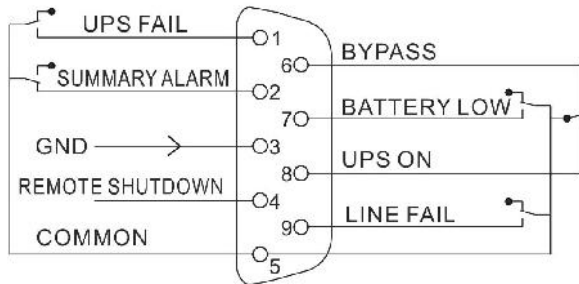 UPS FAIL
1
BYPASS
6
SUMMARY ALARM
2
BATTERY LOW
7
GND
3
UPS ON
8
REMOTE SHUTDOWN
4
LINE FAIL
9
COMMON
5